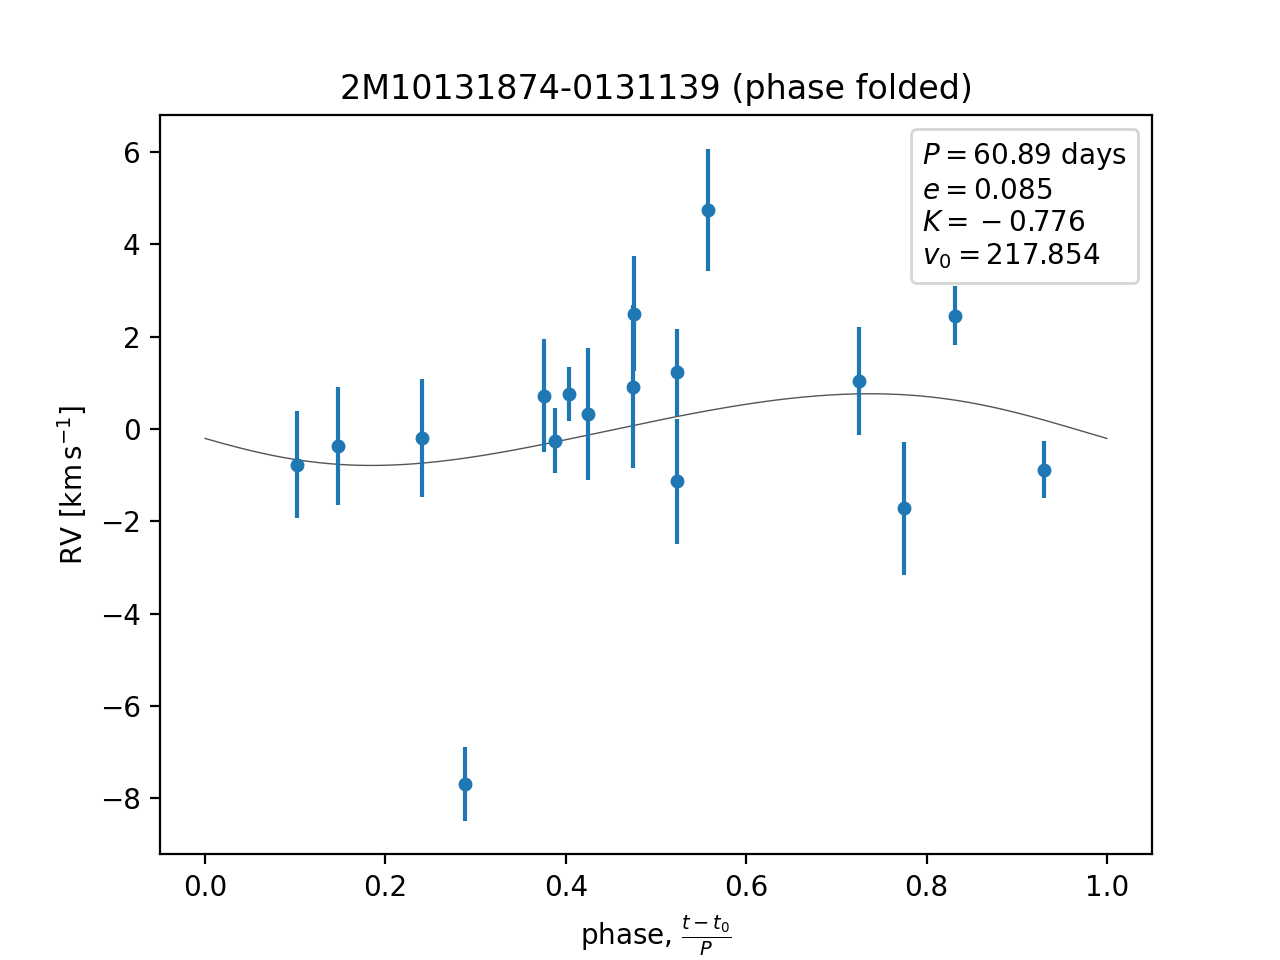 2M10131874-0131139 (phase folded)
P = 60.89 days
e = 0.085
K = −0.776
v₀ = 217.854
6
4
2
0
−2
−4
−6
−8
RV [km s⁻¹]
0.0 0.2 0.4 0.6 0.8 1.0
phase, (t − t₀)/P